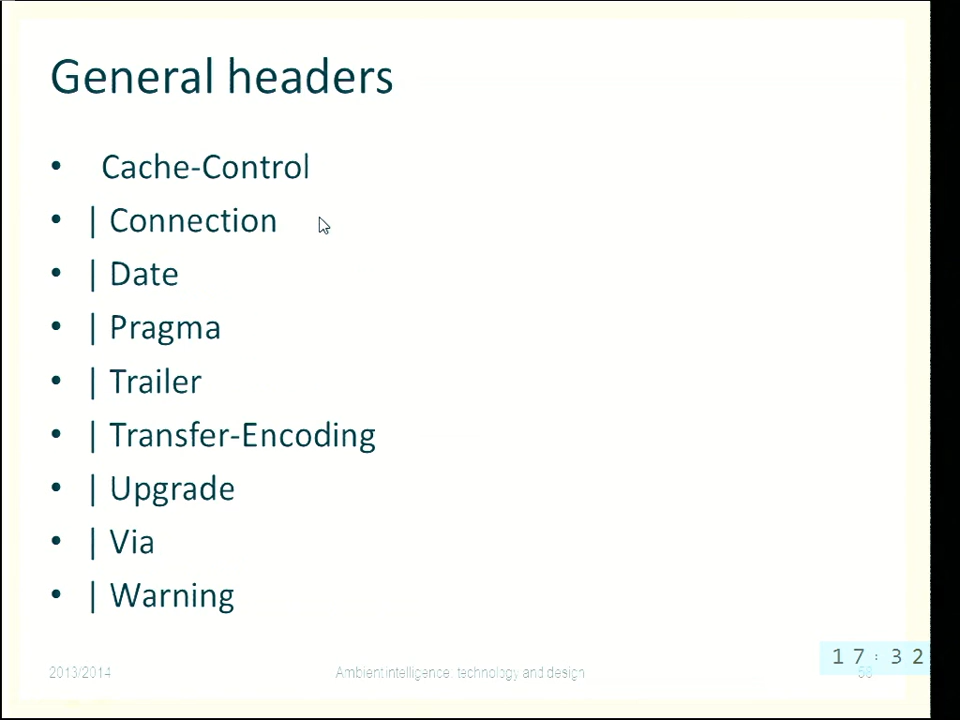 General headers
• Cache-Control
• | Connection
• | Date
• | Pragma
• | Trailer
• | Transfer-Encoding
• | Upgrade
• | Via
• | Warning
2013/2014
Ambient intelligence: technology and design
17:32